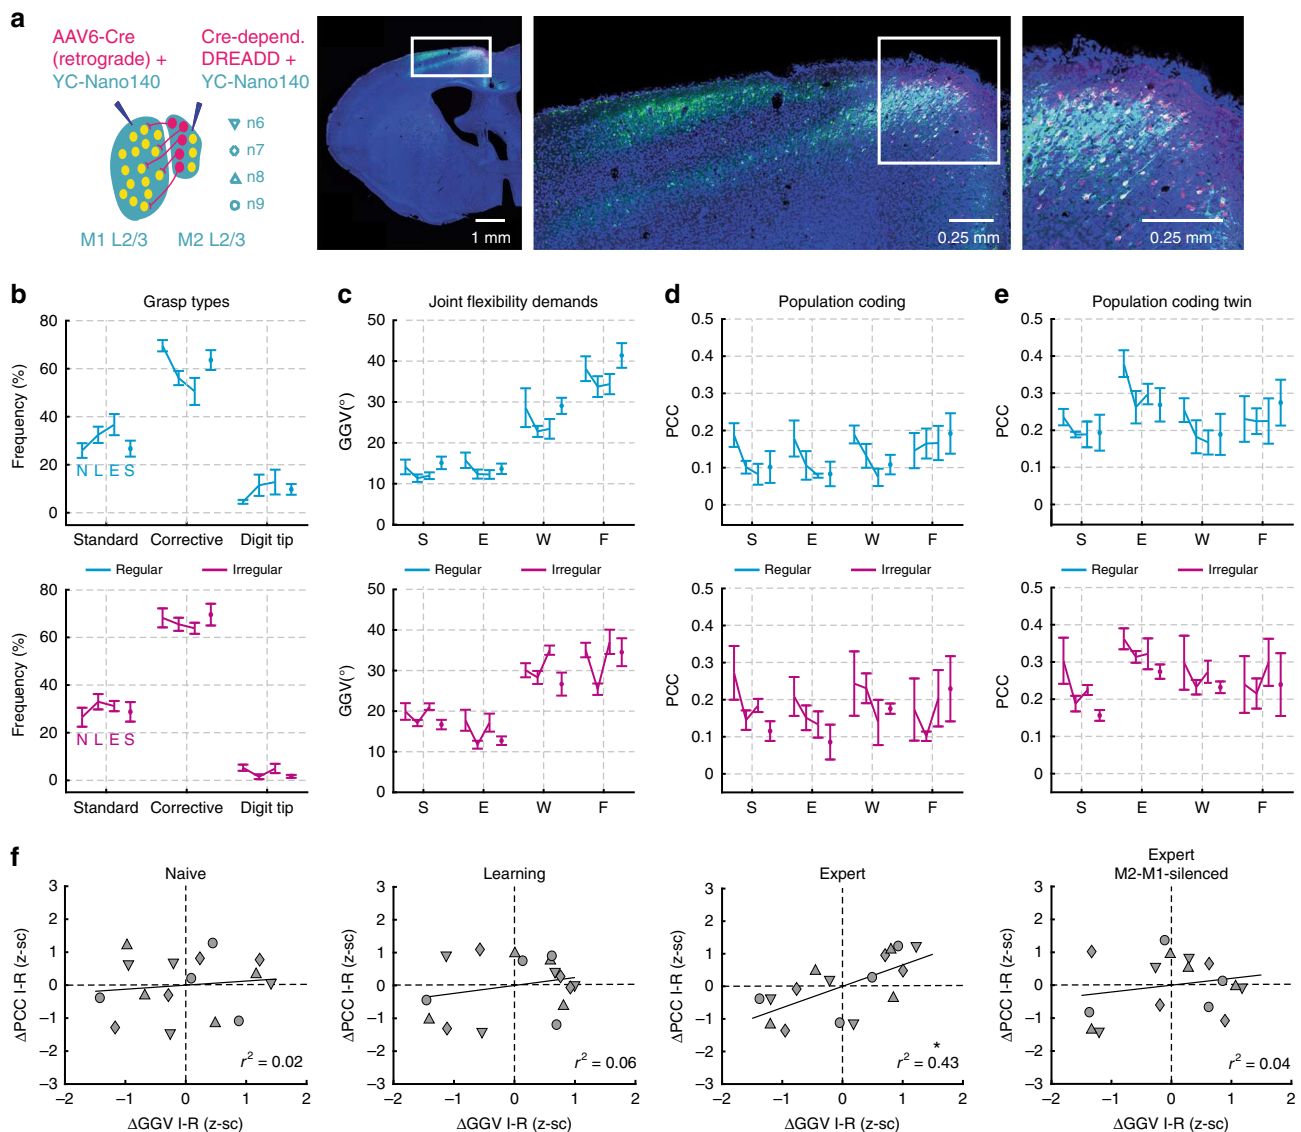 a
AAV6-Cre
(retrograde) +
YC-Nano140
Cre-depend.
DREADD +
YC-Nano140
n6
n7
n8
n9
M1 L2/3
M2 L2/3
1 mm
0.25 mm
0.25 mm
b
Grasp types
Frequency (%)
80
60
40
20
0
N L E S
Standard
Corrective
Digit tip
Regular
Irregular
Frequency (%)
80
60
40
20
0
N L E S
Standard
Corrective
Digit tip
c
Joint flexibility demands
GGV(°)
50
40
30
20
10
0
S
E
W
F
GGV(°)
50
40
30
20
10
0
S
E
W
F
d
Population coding
PCC
0.5
0.4
0.3
0.2
0.1
0
S
E
W
F
Regular
Irregular
PCC
0.5
0.4
0.3
0.2
0.1
0
S
E
W
F
e
Population coding twin
PCC
0.5
0.4
0.3
0.2
0.1
0
S
E
W
F
Regular
Irregular
PCC
0.5
0.4
0.3
0.2
0.1
0
S
E
W
F
f
Naive
ΔPCC I-R (z-sc)
3
2
1
0
–1
–2
–3
r² = 0.02
–2
–1
0
1
2
ΔGGV I-R (z-sc)
Learning
ΔPCC I-R (z-sc)
3
2
1
0
–1
–2
–3
r² = 0.06
–2
–1
0
1
2
ΔGGV I-R (z-sc)
Expert
ΔPCC I-R (z-sc)
3
2
1
0
–1
–2
–3
*
r² = 0.43
–2
–1
0
1
2
ΔGGV I-R (z-sc)
Expert
M2-M1-silenced
ΔPCC I-R (z-sc)
3
2
1
0
–1
–2
–3
r² = 0.04
–2
–1
0
1
2
ΔGGV I-R (z-sc)